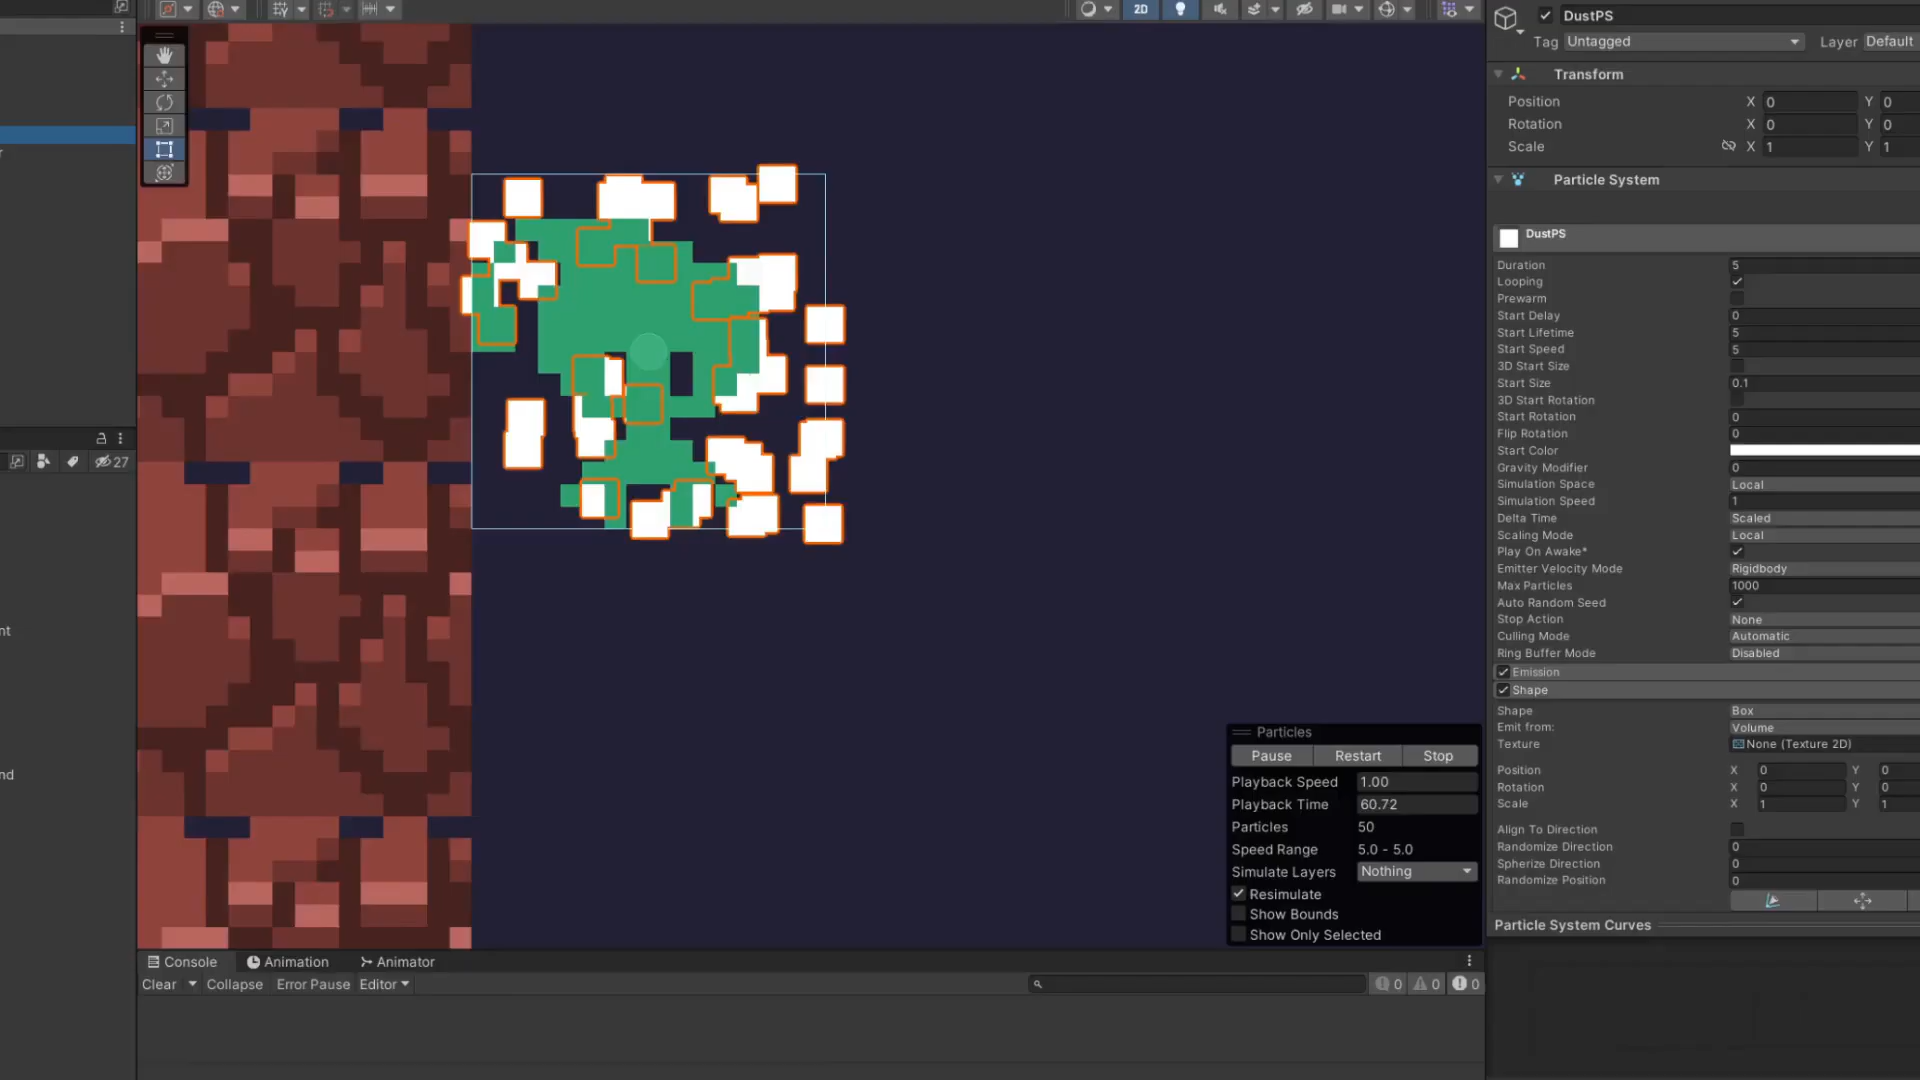 2D
DustPS
Tag Untagged Layer Default
Transform
Position X 0 Y 0
Rotation X 0 Y 0
Scale X 1 Y 1
Particle System
DustPS
Duration 5
Looping
Prewarm
Start Delay 0
Start Lifetime 5
Start Speed 5
3D Start Size
Start Size 0.1
3D Start Rotation
Start Rotation 0
Flip Rotation 0
Start Color
Gravity Modifier 0
Simulation Space Local
Simulation Speed 1
Delta Time Scaled
Scaling Mode Local
Play On Awake*
Emitter Velocity Mode Rigidbody
Max Particles 1000
Auto Random Seed
Stop Action None
Culling Mode Automatic
Ring Buffer Mode Disabled
Emission
Shape
Shape Box
Emit from: Volume
Texture None (Texture 2D)
Position X 0 Y 0
Rotation X 0 Y 0
Scale X 1 Y 1
Align To Direction
Randomize Direction 0
Spherize Direction 0
Randomize Position 0
Particle System Curves
27
nt
nd
Particles
Pause Restart Stop
Playback Speed 1.00
Playback Time 60.72
Particles 50
Speed Range 5.0 - 5.0
Simulate Layers Nothing
Resimulate
Show Bounds
Show Only Selected
Console Animation Animator
Clear Collapse Error Pause Editor 0 0 0